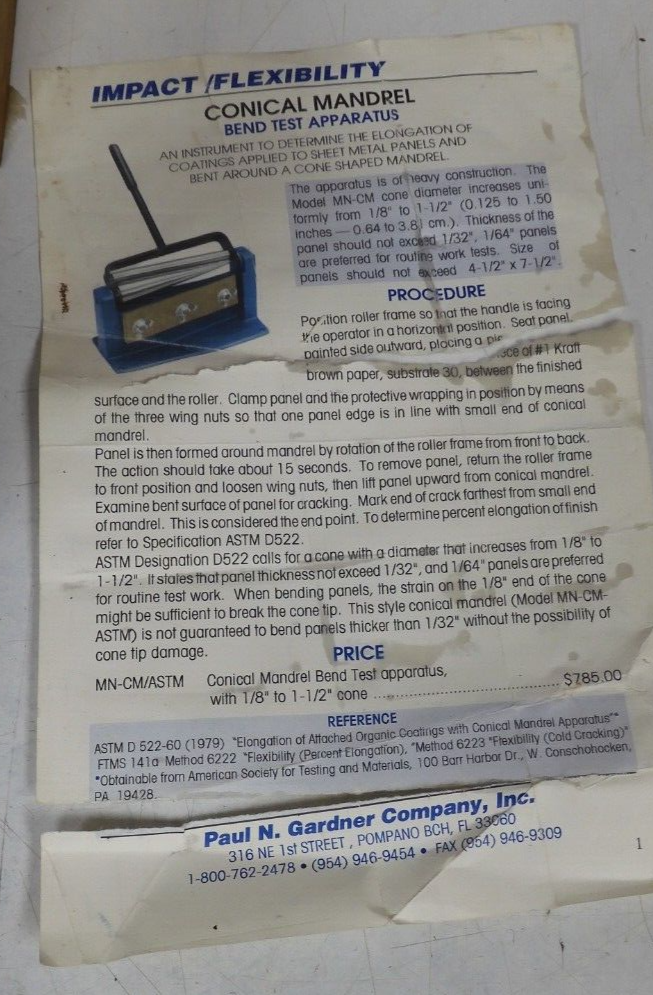 IMPACT /FLEXIBILITY
CONICAL MANDREL
BEND TEST APPARATUS
AN INSTRUMENT TO DETERMINE THE ELONGATION OF
COATINGS APPLIED TO SHEET METAL PANELS AND
BENT AROUND A CONE SHAPED MANDREL.
The apparatus is of heavy construction. The
Model MN-CM cone diameter increases uni-
formly from 1/8" to 1-1/2" (0.125 to 1.50
inches — 0.64 to 3.81 cm.). Thickness of the
panel should not exceed 1/32", 1/64" panels
are preferred for routine work tests. Size of
panels should not exceed 4-1/2" x 7-1/2".
PROCEDURE
Position roller frame so that the handle is facing
the operator in a horizontal position. Seat panel,
painted side outward, placing a piece of #1 Kraft
brown paper, substrate 30, between the finished
surface and the roller. Clamp panel and the protective wrapping in position by means
of the three wing nuts so that one panel edge is in line with small end of conical
mandrel.
Panel is then formed around mandrel by rotation of the roller frame from front to back.
The action should take about 15 seconds. To remove panel, return the roller frame
to front position and loosen wing nuts, then lift panel upward from conical mandrel.
Examine bent surface of panel for cracking. Mark end of crack farthest from small end
of mandrel. This is considered the end point. To determine percent elongation of finish
refer to Specification ASTM D522.
ASTM Designation D522 calls for a cone with a diameter that increases from 1/8" to
1-1/2". It states that panel thickness not exceed 1/32", and 1/64" panels are preferred
for routine test work. When bending panels, the strain on the 1/8" end of the cone
might be sufficient to break the cone tip. This style conical mandrel (Model MN-CM-
ASTM) is not guaranteed to bend panels thicker than 1/32" without the possibility of
cone tip damage.
PRICE
MN-CM/ASTM Conical Mandrel Bend Test apparatus,
with 1/8" to 1-1/2" cone ........................................ $785.00
REFERENCE
ASTM D 522-60 (1979) "Elongation of Attached Organic Coatings with Conical Mandrel Apparatus"*
FTMS 141a Method 6222 "Flexibility (Percent Elongation), "Method 6223 "Flexibility (Cold Cracking)"
*Obtainable from American Society for Testing and Materials, 100 Barr Harbor Dr., W. Conschohocken,
PA 19428.
Paul N. Gardner Company, Inc.
316 NE 1st STREET , POMPANO BCH, FL 33060
1-800-762-2478 • (954) 946-9454 • FAX (954) 946-9309
1